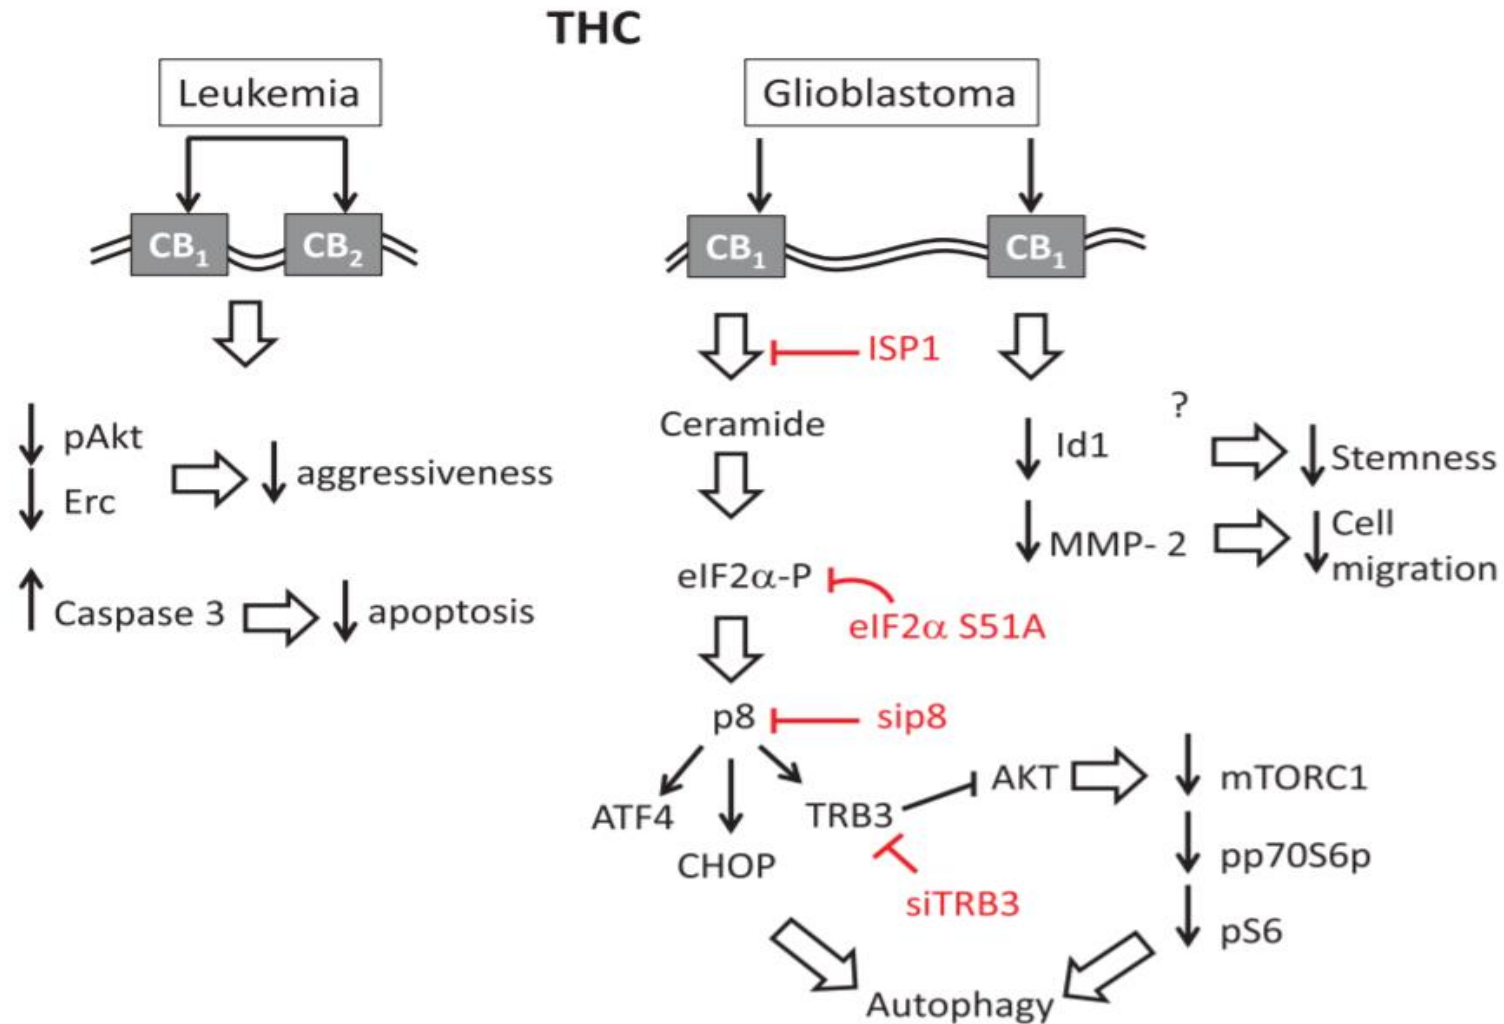 THC
Leukemia
CB1
CB2
pAkt
Erc
aggressiveness
Caspase 3
apoptosis
Glioblastoma
CB1
CB1
ISP1
Ceramide
eIF2α-P
eIF2α S51A
p8
sip8
ATF4
CHOP
TRB3
siTRB3
AKT
mTORC1
pp70S6p
pS6
Autophagy
?
Id1
Stemness
MMP- 2
Cell
migration